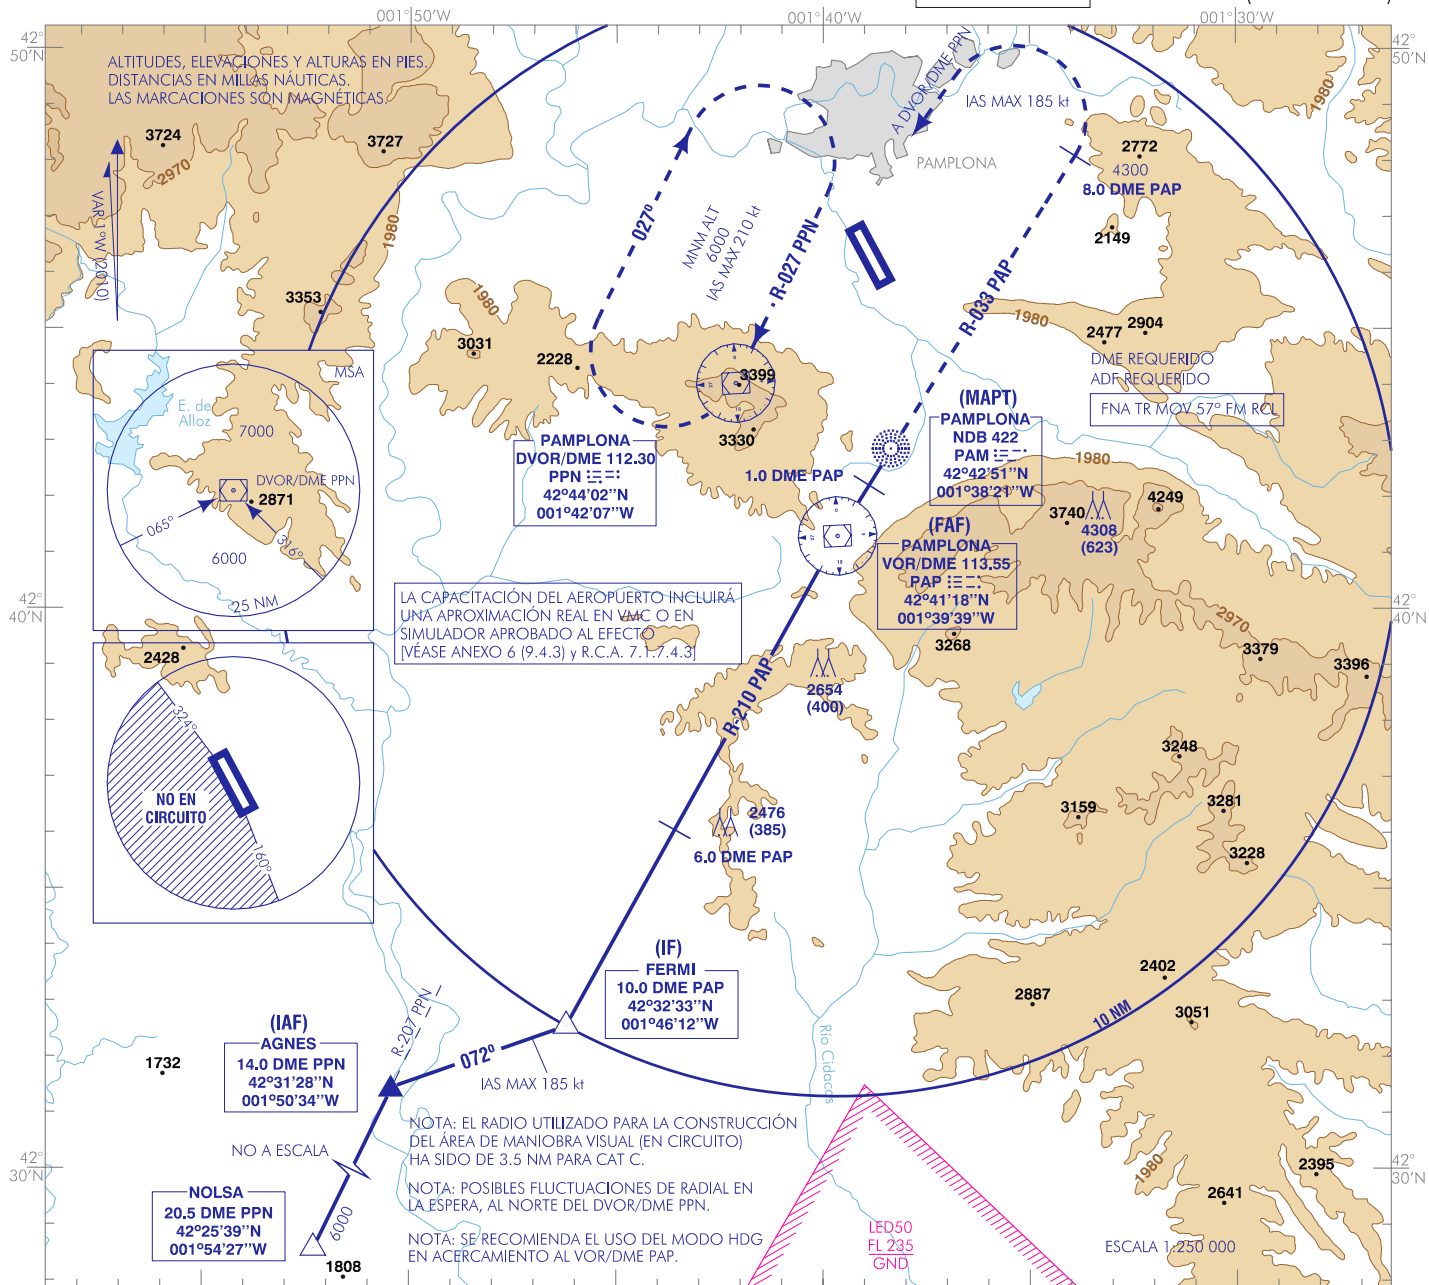 001°50'W
001°40'W
001°30'W
42°
50'N
42°
50'N
ALTITUDES, ELEVACIONES Y ALTURAS EN PIES.
DISTANCIAS EN MILLAS NÁUTICAS.
LAS MARCACIONES SON MAGNÉTICAS.
3724
3727
2970
1980
VAR 1°W (2010)
3353
A DVOR/DME PPN
IAS MAX 185 kt
PAMPLONA
1980
2772
4300
8.0 DME PAP
2149
027°
MNM ALT
6000
IAS MAX 210 kt
R-027 PPN
R-033 PAP
1980
3031
2228
3399
3330
1980
2477
2904
DME REQUERIDO
ADF REQUERIDO
FNA TR MOV 57° FM RCL
MSA
E. de
Alloz
7000
DVOR/DME PPN
2871
065°
316°
6000
25 NM
PAMPLONA
DVOR/DME 112.30
PPN
42°44'02''N
001°42'07''W
1.0 DME PAP
(MAPT)
PAMPLONA
NDB 422
PAM
42°42'51''N
001°38'21''W
1980
3740
4308
(623)
4249
(FAF)
PAMPLONA
VOR/DME 113.55
PAP
42°41'18''N
001°39'39''W
42°
40'N
42°
40'N
LA CAPACITACIÓN DEL AEROPUERTO INCLUIRÁ
UNA APROXIMACIÓN REAL EN VMC O EN
SIMULADOR APROBADO AL EFECTO
[VÉASE ANEXO 6 (9.4.3) y R.C.A. 7.1.7.4.3]
2428
3268
2970
3379
3396
2654
(400)
R-210 PAP
324°
NO EN
CIRCUITO
160°
2476
(385)
6.0 DME PAP
3248
3159
3281
3228
(IF)
FERMI
10.0 DME PAP
42°32'33''N
001°46'12''W
2402
2887
3051
10 NM
Río Cidacos
R-207 PPN
(IAF)
AGNES
14.0 DME PPN
42°31'28''N
001°50'34''W
1732
072°
IAS MAX 185 kt
NOTA: EL RADIO UTILIZADO PARA LA CONSTRUCCIÓN
DEL ÁREA DE MANIOBRA VISUAL (EN CIRCUITO)
HA SIDO DE 3.5 NM PARA CAT C.
NO A ESCALA
42°
30'N
42°
30'N
NOTA: POSIBLES FLUCTUACIONES DE RADIAL EN
LA ESPERA, AL NORTE DEL DVOR/DME PPN.
NOLSA
20.5 DME PPN
42°25'39''N
001°54'27''W
6000
1808
NOTA: SE RECOMIENDA EL USO DEL MODO HDG
EN ACERCAMIENTO AL VOR/DME PAP.
LED50
FL 235
GND
1980
2395
2641
ESCALA 1:250 000